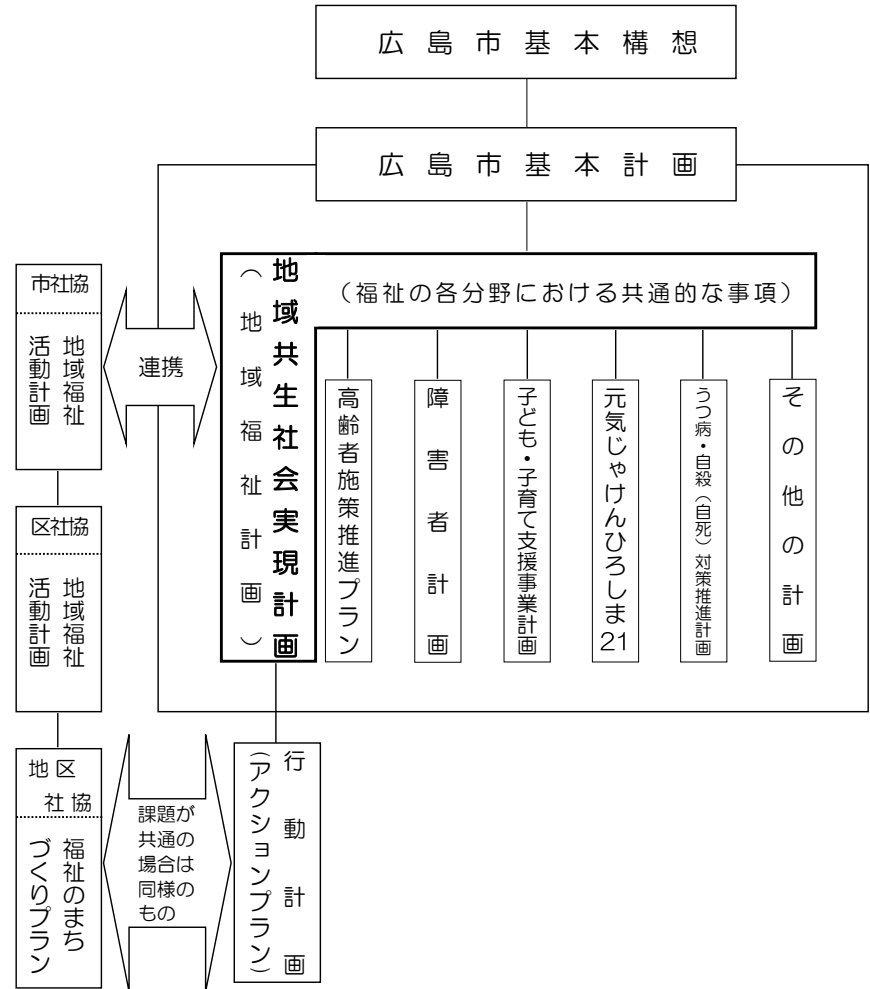 広島市基本構想
広島市基本計画
地域共生社会実現計画
（地域福祉計画）
（福祉の各分野における共通的な事項）
市社協
地域福祉
活動計画
連携
高齢者施策推進プラン
障害者計画
子ども・子育て支援事業計画
元気じゃけんひろしま21
うつ病・自殺（自死）対策推進計画
その他の計画
区社協
地域福祉
活動計画
地区
社協
福祉のまち
づくりプラン
課題が
共通の
場合は
同様の
もの
行動計画
（アクションプラン）